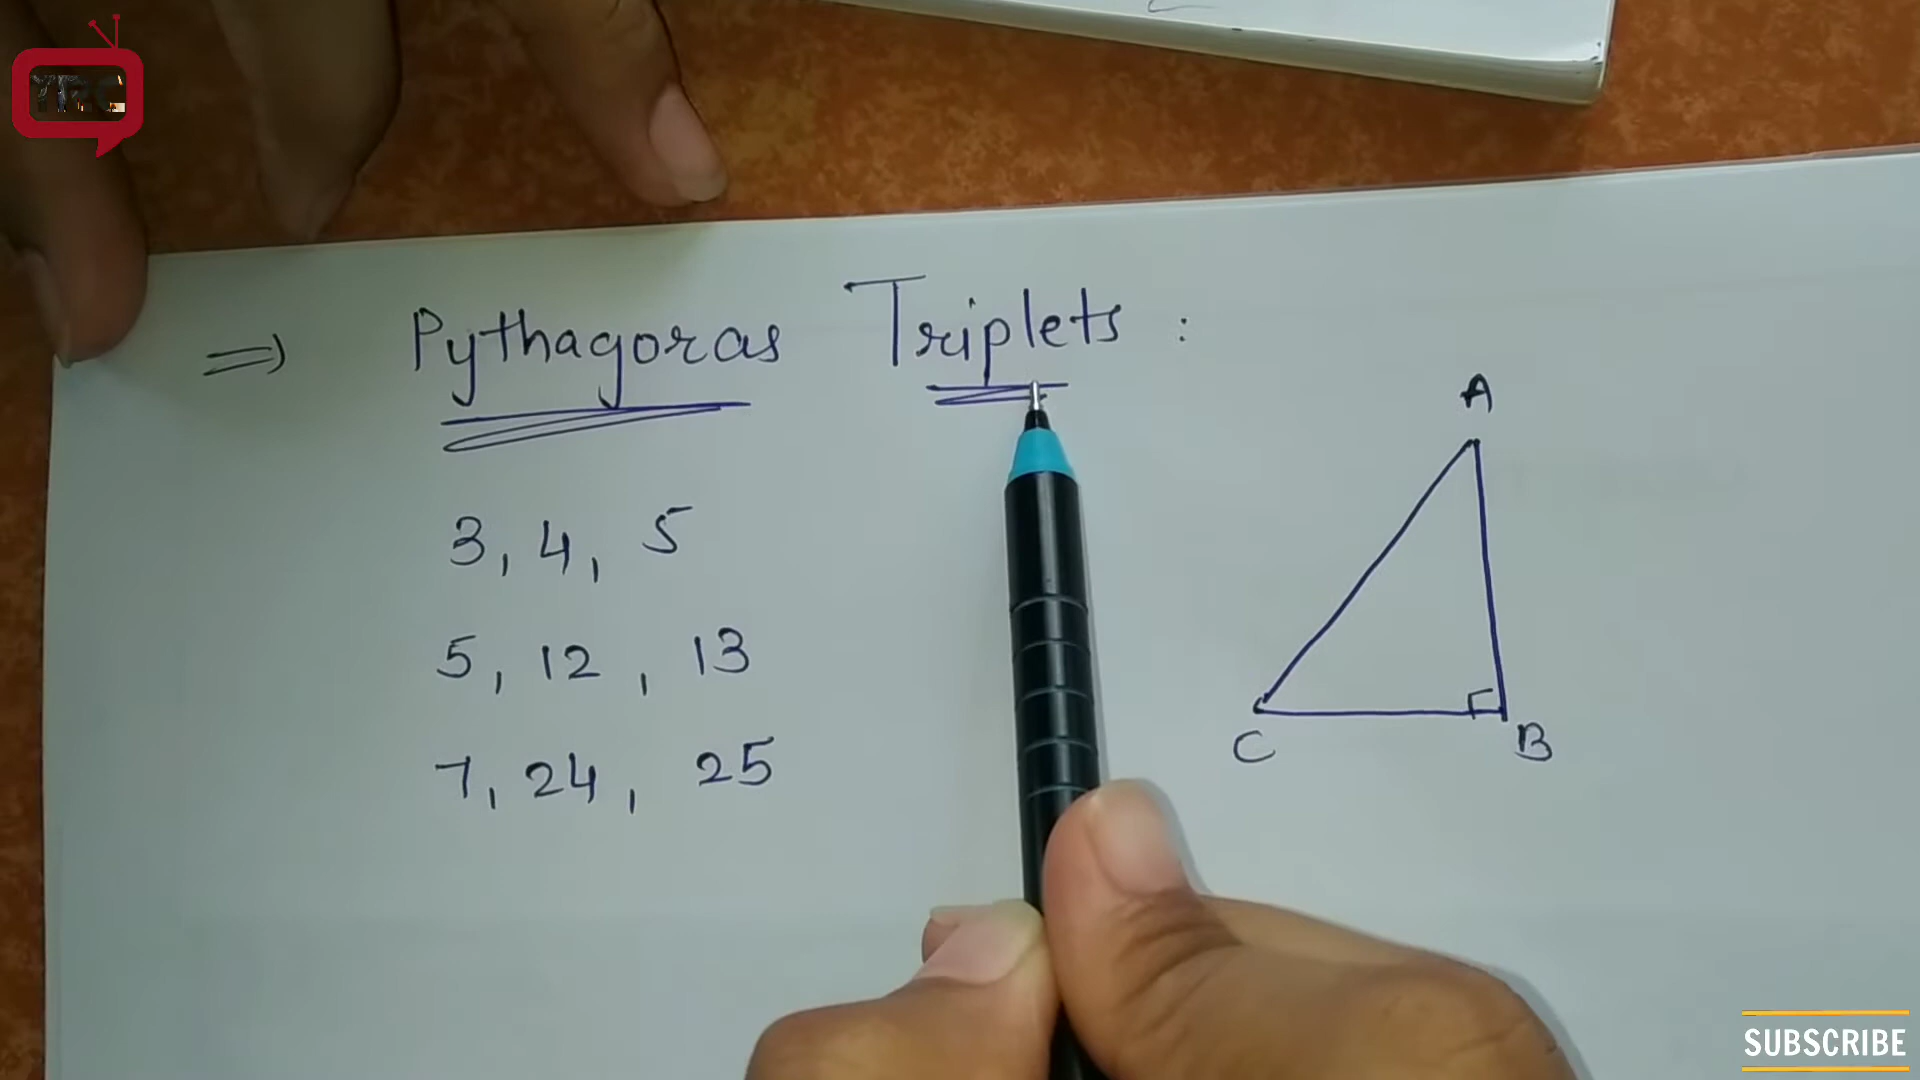 ⇒ Pythagoras Triplets :
3, 4, 5
5, 12, 13
7, 24, 25
A
C
B
SUBSCRIBE